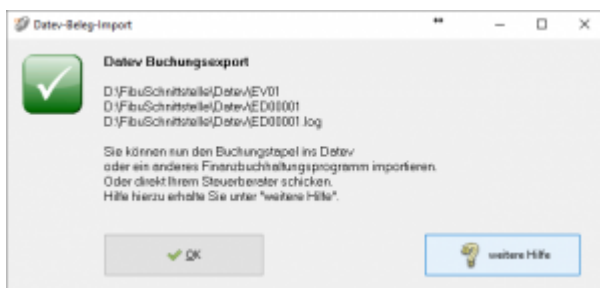 Datev-Beleg-Import
Datev Buchungsexport
D:\FibuSchnittstelle\Datev\EV01
D:\FibuSchnittstelle\Datev\ED00001
D:\FibuSchnittstelle\Datev\ED00001.log
Sie können nun den Buchungstapel ins Datev
oder ein anderes Finanzbuchhaltungsprogramm importieren.
Oder direkt Ihrem Steuerberater schicken.
Hilfe hierzu erhalte Sie unter "weitere Hilfe".
OK
weitere Hilfe